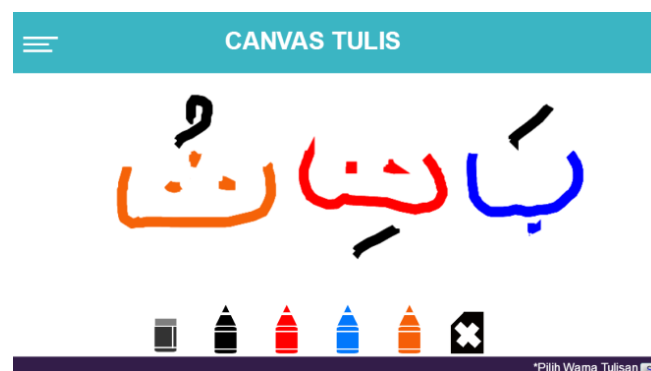 CANVAS TULIS
بَ تِ ثُ
*Pilih Warna Tulisan